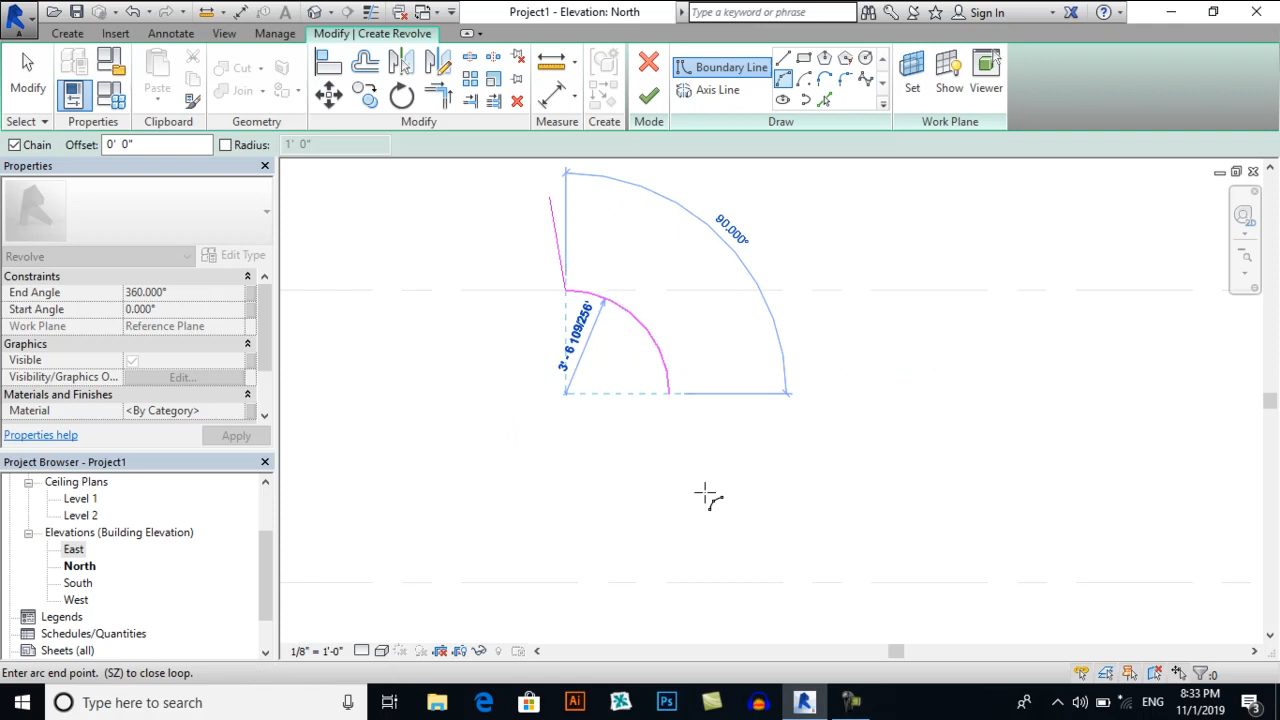 Project1 - Elevation: North
Type a keyword or phrase
Sign In
Create Insert Annotate View Manage Modify | Create Revolve
Modify
Paste
Cut
Join
Boundary Line
Axis Line
Set Show Viewer
Select Properties Clipboard Geometry Modify Measure Create Mode Draw Work Plane
Chain Offset: 0' 0" Radius: 1' 0"
Properties
Revolve Edit Type
Constraints
End Angle 360.000°
Start Angle 0.000°
Work Plane Reference Plane
Graphics
Visible
Visibility/Graphics O... Edit...
Materials and Finishes
Material <By Category>
Properties help Apply
Project Browser - Project1
Ceiling Plans
Level 1
Level 2
Elevations (Building Elevation)
East
North
South
West
Legends
Schedules/Quantities
Sheets (all)
90.000°
3' - 6 109/256"
1/8" = 1'-0"
Enter arc end point. (SZ) to close loop.
:0
Type here to search
ENG
8:33 PM
11/1/2019
3